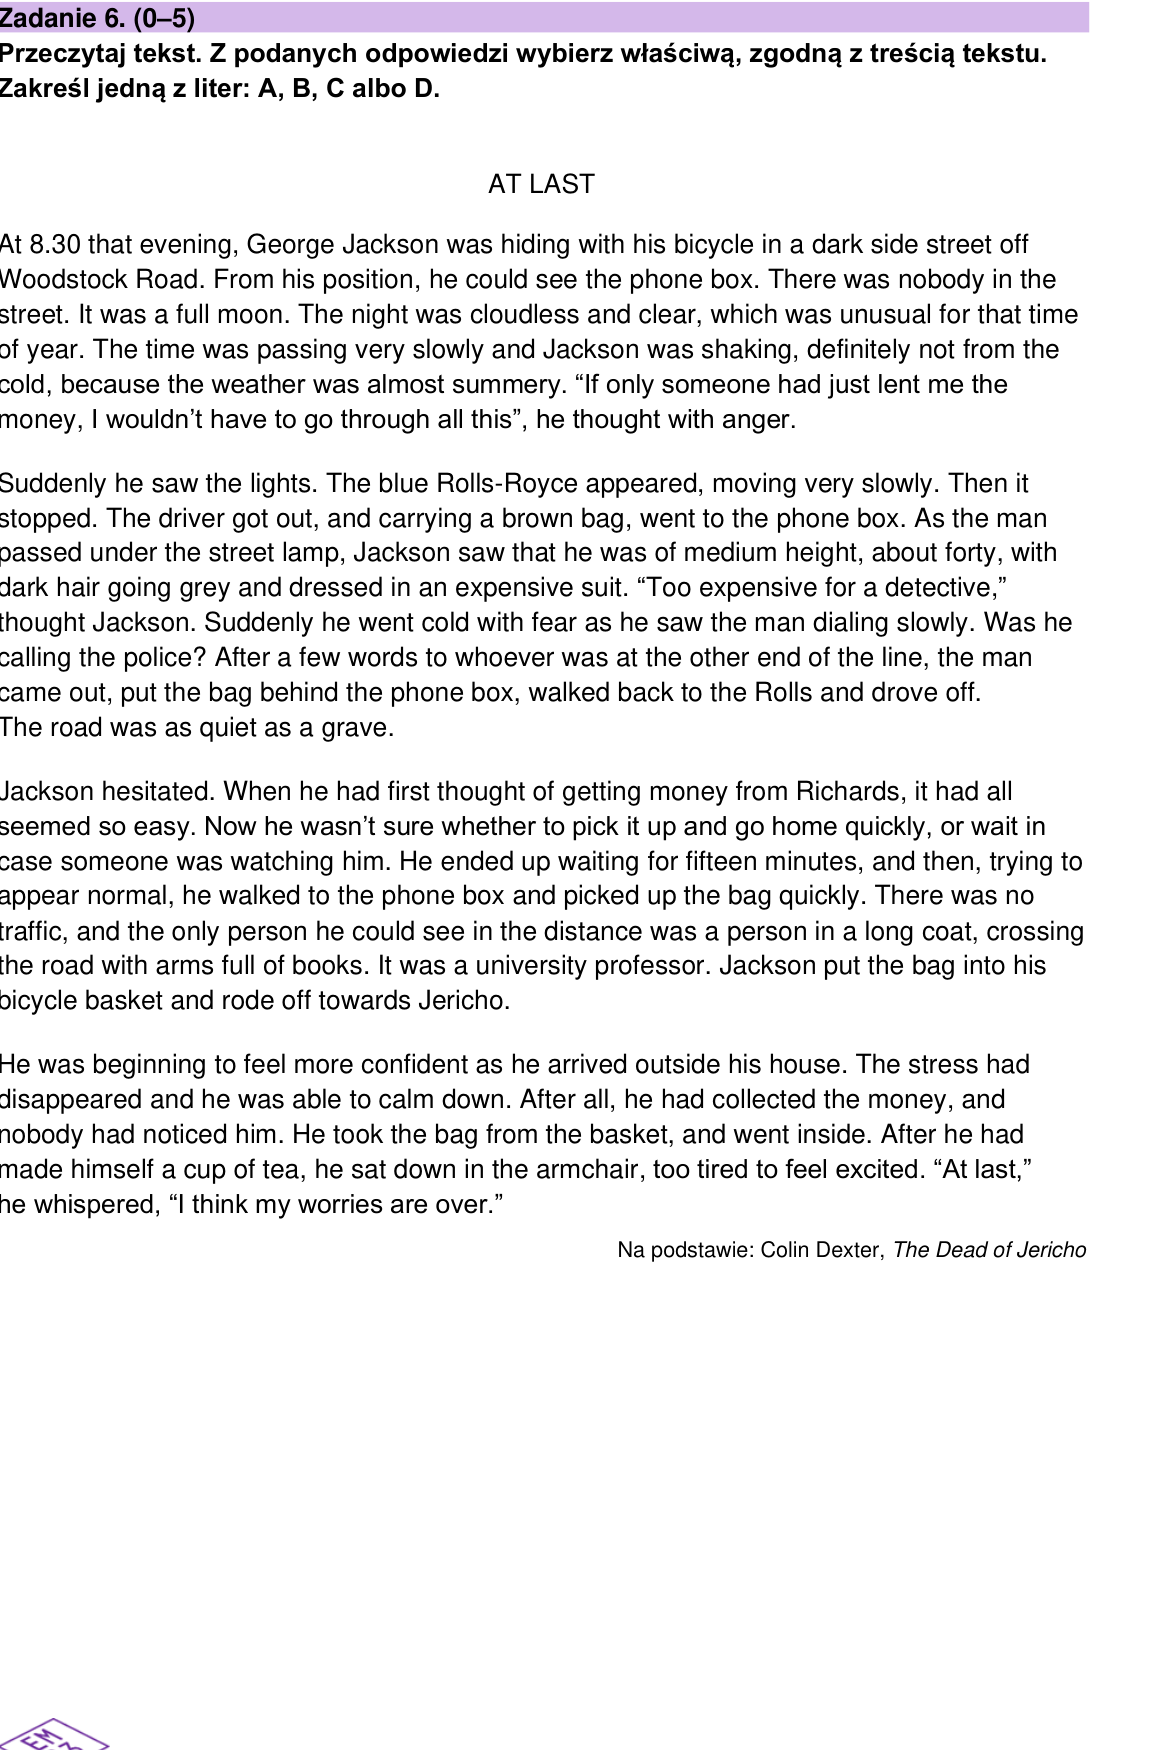 Zadanie 6. (0–5)
Przeczytaj tekst. Z podanych odpowiedzi wybierz właściwą, zgodną z treścią tekstu.
Zakreśl jedną z liter: A, B, C albo D.
AT LAST
At 8.30 that evening, George Jackson was hiding with his bicycle in a dark side street off
Woodstock Road. From his position, he could see the phone box. There was nobody in the
street. It was a full moon. The night was cloudless and clear, which was unusual for that time
of year. The time was passing very slowly and Jackson was shaking, definitely not from the
cold, because the weather was almost summery. “If only someone had just lent me the
money, I wouldn’t have to go through all this”, he thought with anger.
Suddenly he saw the lights. The blue Rolls-Royce appeared, moving very slowly. Then it
stopped. The driver got out, and carrying a brown bag, went to the phone box. As the man
passed under the street lamp, Jackson saw that he was of medium height, about forty, with
dark hair going grey and dressed in an expensive suit. “Too expensive for a detective,”
thought Jackson. Suddenly he went cold with fear as he saw the man dialing slowly. Was he
calling the police? After a few words to whoever was at the other end of the line, the man
came out, put the bag behind the phone box, walked back to the Rolls and drove off.
The road was as quiet as a grave.
Jackson hesitated. When he had first thought of getting money from Richards, it had all
seemed so easy. Now he wasn’t sure whether to pick it up and go home quickly, or wait in
case someone was watching him. He ended up waiting for fifteen minutes, and then, trying to
appear normal, he walked to the phone box and picked up the bag quickly. There was no
traffic, and the only person he could see in the distance was a person in a long coat, crossing
the road with arms full of books. It was a university professor. Jackson put the bag into his
bicycle basket and rode off towards Jericho.
He was beginning to feel more confident as he arrived outside his house. The stress had
disappeared and he was able to calm down. After all, he had collected the money, and
nobody had noticed him. He took the bag from the basket, and went inside. After he had
made himself a cup of tea, he sat down in the armchair, too tired to feel excited. “At last,”
he whispered, “I think my worries are over.”
Na podstawie: Colin Dexter, The Dead of Jericho